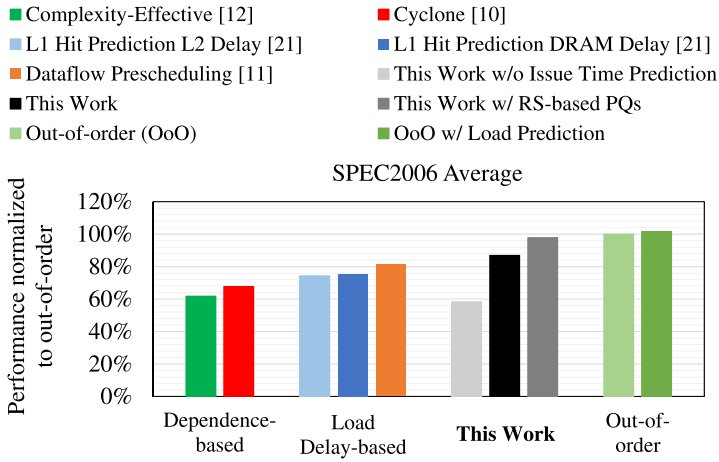 Complexity-Effective [12]
Cyclone [10]
L1 Hit Prediction L2 Delay [21]
L1 Hit Prediction DRAM Delay [21]
Dataflow Prescheduling [11]
This Work w/o Issue Time Prediction
This Work
This Work w/ RS-based PQs
Out-of-order (OoO)
OoO w/ Load Prediction
SPEC2006 Average
Performance normalized
to out-of-order
120%
100%
80%
60%
40%
20%
0%
Dependence-
based
Load
Delay-based
This Work
Out-of-
order